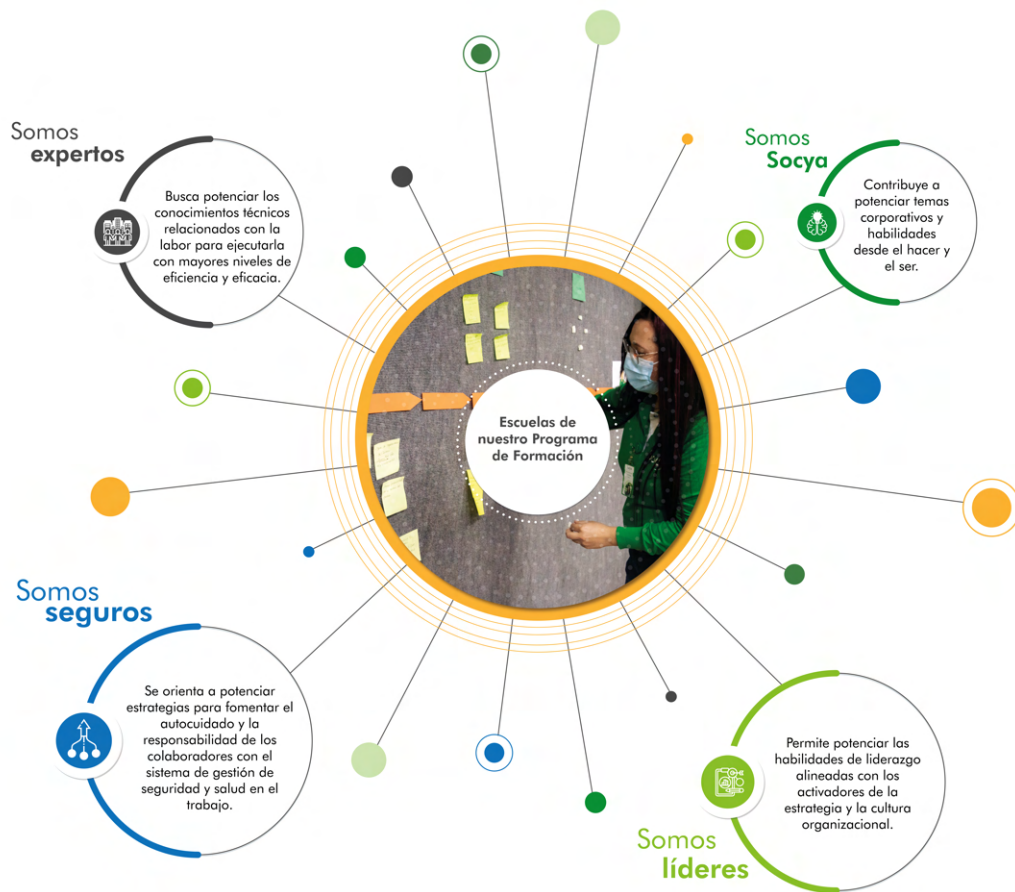 Somos
expertos
Busca potenciar los
conocimientos técnicos
relacionados con la
labor para ejecutarla
con mayores niveles de
eficiencia y eficacia.
Somos
Socya
Contribuye a
potenciar temas
corporativos y
habilidades
desde el hacer y
el ser.
Escuelas de
nuestro Programa
de Formación
Somos
seguros
Se orienta a potenciar
estrategias para fomentar el
autocuidado y la
responsabilidad de los
colaboradores con el
sistema de gestión de
seguridad y salud en el
trabajo.
Permite potenciar las
habilidades de liderazgo
alineadas con los
activadores de la
estrategia y la cultura
organizacional.
Somos
líderes